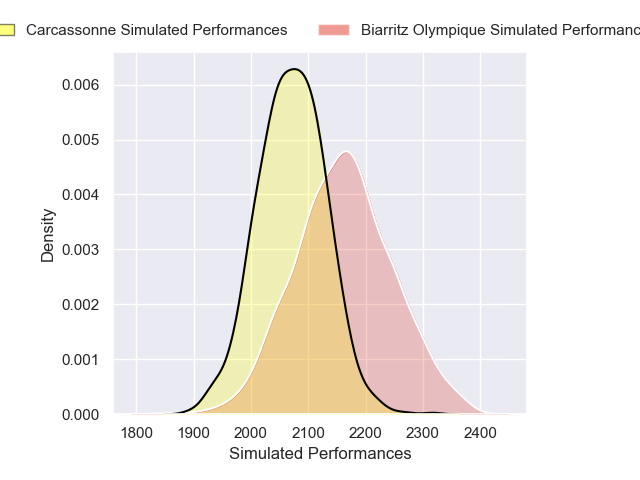 Carcassonne Simulated Performances
Biarritz Olympique Simulated Performanc
0.006
0.005
0.004
0.003
0.002
0.001
0.000
Density
1800 1900 2000 2100 2200 2300 2400
Simulated Performances